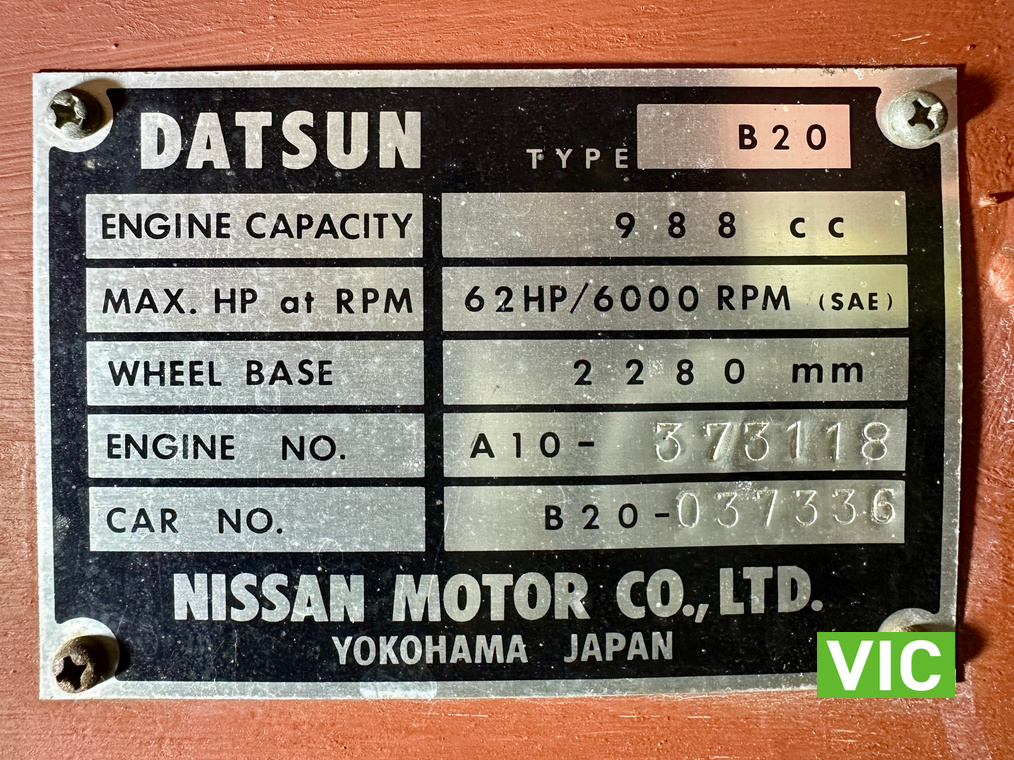 DATSUN TYPE B20
ENGINE CAPACITY 988 cc
MAX. HP at RPM 62HP/6000 RPM (SAE)
WHEEL BASE 2280 mm
ENGINE NO. A10-373118
CAR NO. B20-037336
NISSAN MOTOR CO., LTD.
YOKOHAMA JAPAN
VIC